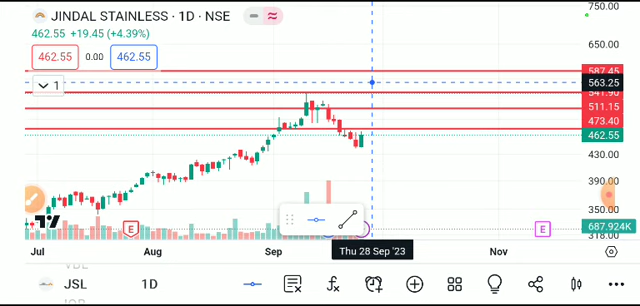 JINDAL STAINLESS · 1D · NSE
462.55 +19.45 (+4.39%)
462.55 0.00 462.55
1
750.00
650.00
587.45
563.25
541.90
511.15
473.40
462.55
430.00
390.00
350.00
318.00
687.924K
E
E
Jul Aug Sep Thu 28 Sep '23 Nov
JSL 1D